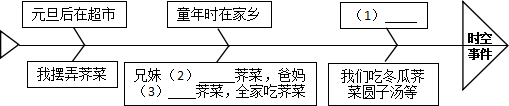 元旦后在超市
童年时在家乡
(1)____
时空
事件
我摆弄荠菜
兄妹(2)____荠菜，爸妈
(3)____荠菜，全家吃荠菜
我们吃冬瓜荠
菜圆子汤等